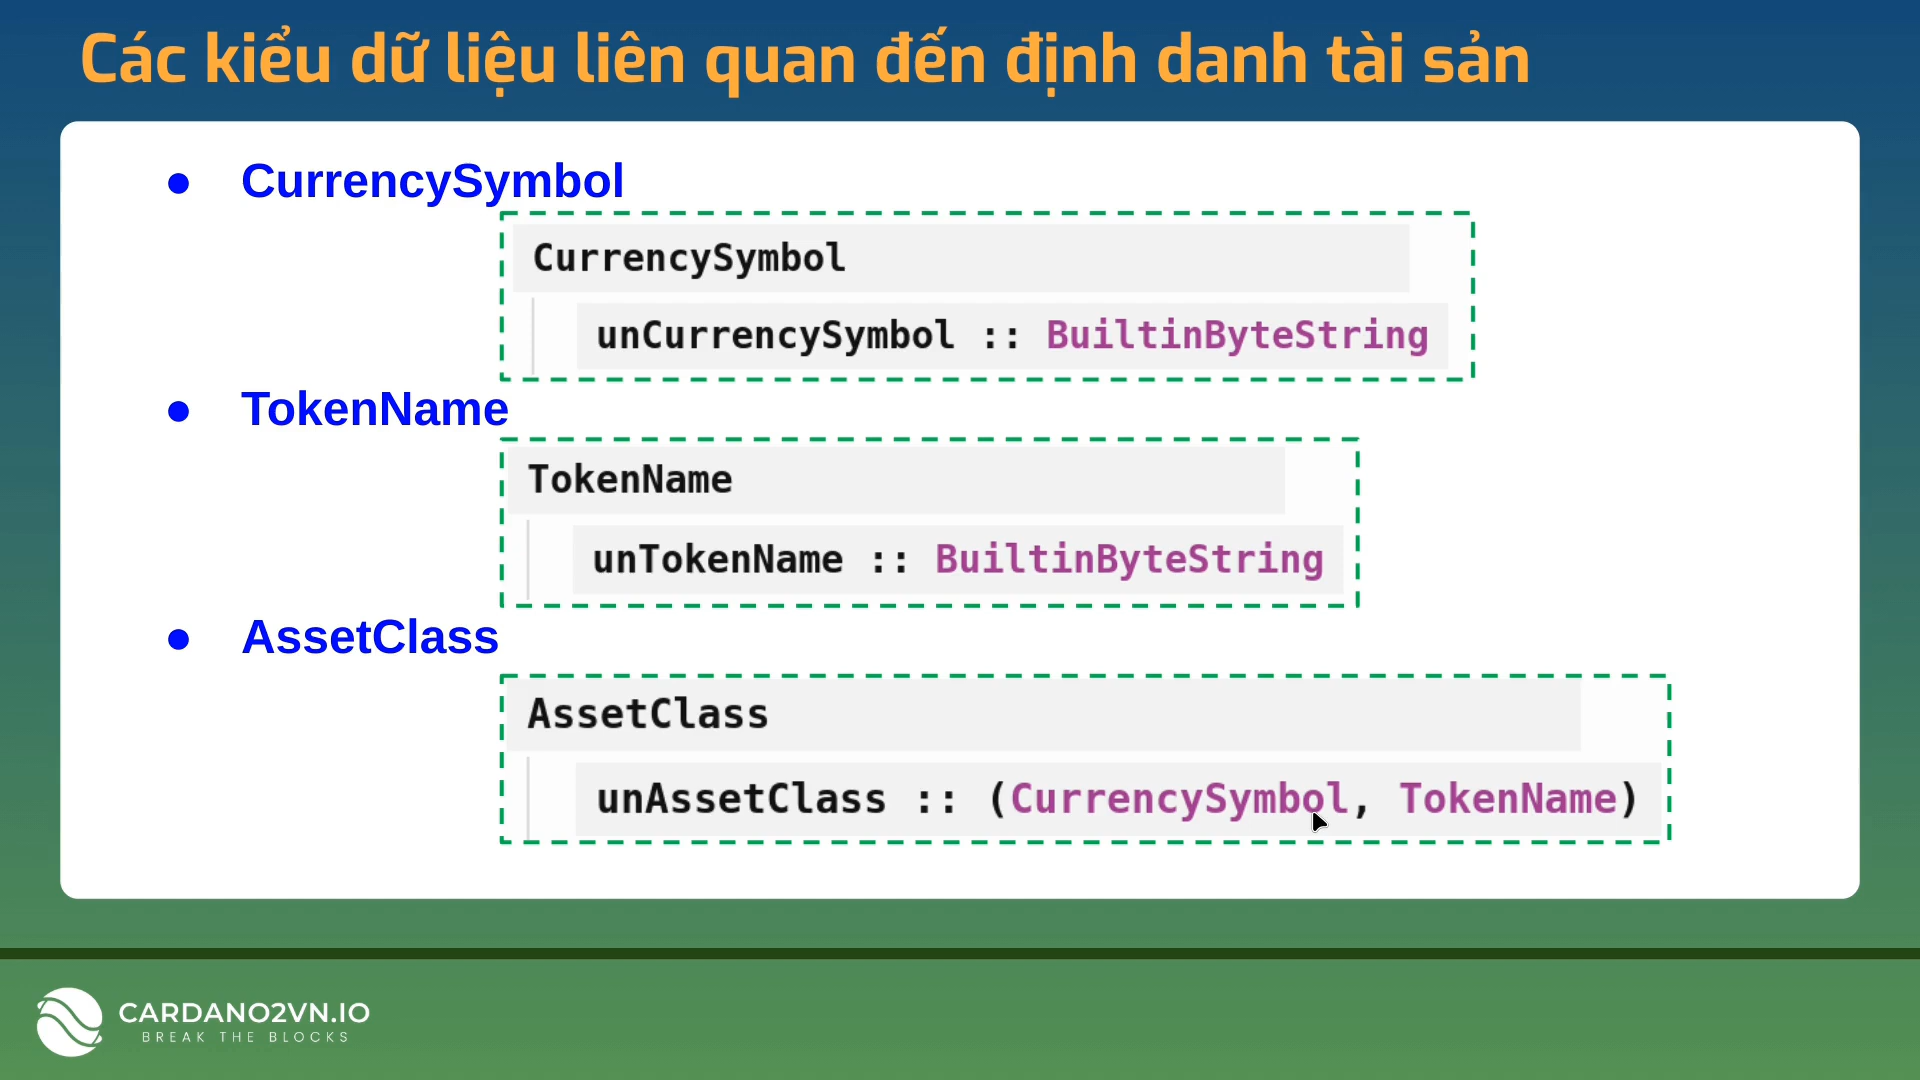 Các kiểu dữ liệu liên quan đến định danh tài sản
● CurrencySymbol
CurrencySymbol
unCurrencySymbol :: BuiltinByteString
● TokenName
TokenName
unTokenName :: BuiltinByteString
● AssetClass
AssetClass
unAssetClass :: (CurrencySymbol, TokenName)
CARDANO2VN.IO
BREAK THE BLOCKS